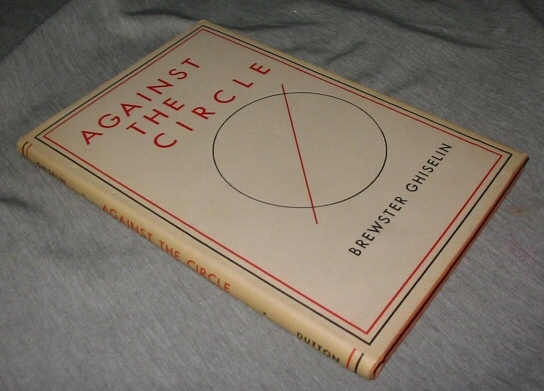 AGAINST
THE
CIRCLE
BREWSTER GHISELIN
AGAINST THE CIRCLE
DUTTON